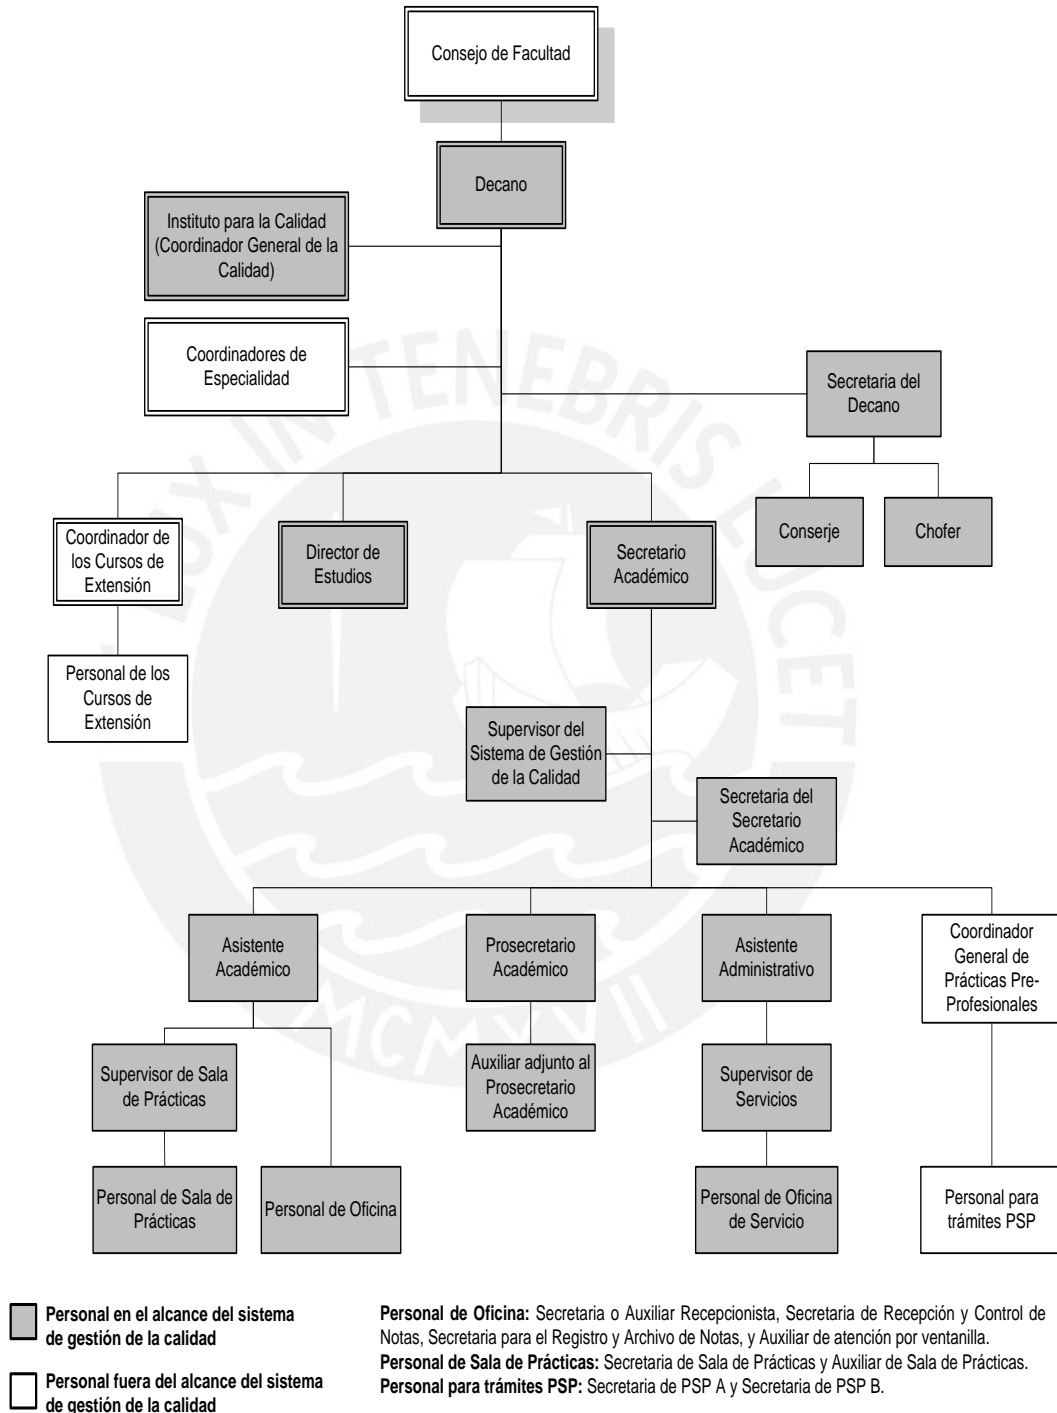 Consejo de Facultad
Decano
Instituto para la Calidad
(Coordinador General de la
Calidad)
Coordinadores de
Especialidad
Secretaria del
Decano
Conserje
Chofer
Coordinador de
los Cursos de
Extensión
Director de
Estudios
Secretario
Académico
Personal de los
Cursos de
Extensión
Supervisor del
Sistema de Gestión
de la Calidad
Secretaria del
Secretario
Académico
Asistente
Académico
Prosecretario
Académico
Asistente
Administrativo
Coordinador
General de
Prácticas Pre-
Profesionales
Supervisor de Sala
de Prácticas
Auxiliar adjunto al
Prosecretario
Académico
Supervisor de
Servicios
Personal de Sala de
Prácticas
Personal de Oficina
Personal de Oficina
de Servicio
Personal para
trámites PSP
Personal en el alcance del sistema
de gestión de la calidad
Personal fuera del alcance del sistema
de gestión de la calidad
Personal de Oficina: Secretaria o Auxiliar Recepcionista, Secretaria de Recepción y Control de
Notas, Secretaria para el Registro y Archivo de Notas, y Auxiliar de atención por ventanilla.
Personal de Sala de Prácticas: Secretaria de Sala de Prácticas y Auxiliar de Sala de Prácticas.
Personal para trámites PSP: Secretaria de PSP A y Secretaria de PSP B.
LUX IN TENEBRIS LUCET
MCMXVII